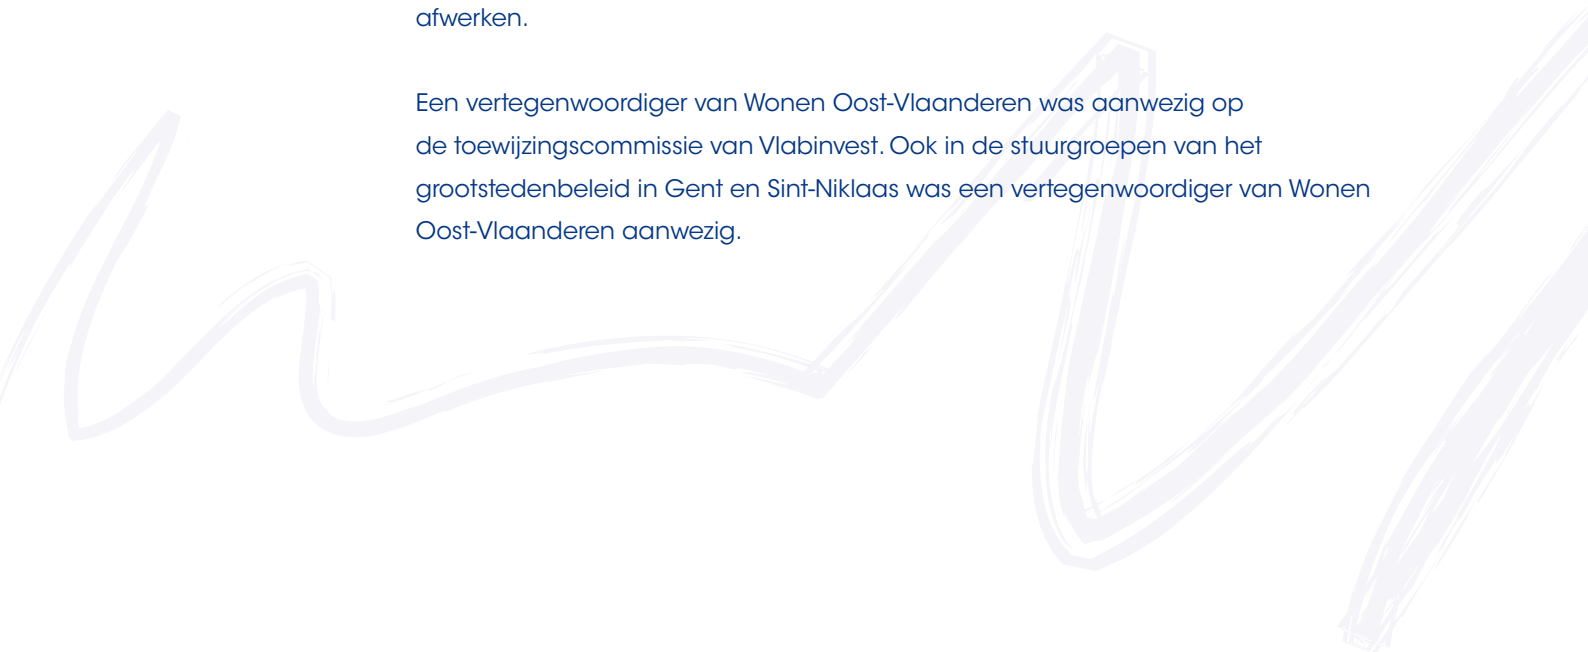 afwerken.
Een vertegenwoordiger van Wonen Oost-Vlaanderen was aanwezig op
de toewijzingscommissie van Vlabinvest. Ook in de stuurgroepen van het
grootstedenbeleid in Gent en Sint-Niklaas was een vertegenwoordiger van Wonen
Oost-Vlaanderen aanwezig.